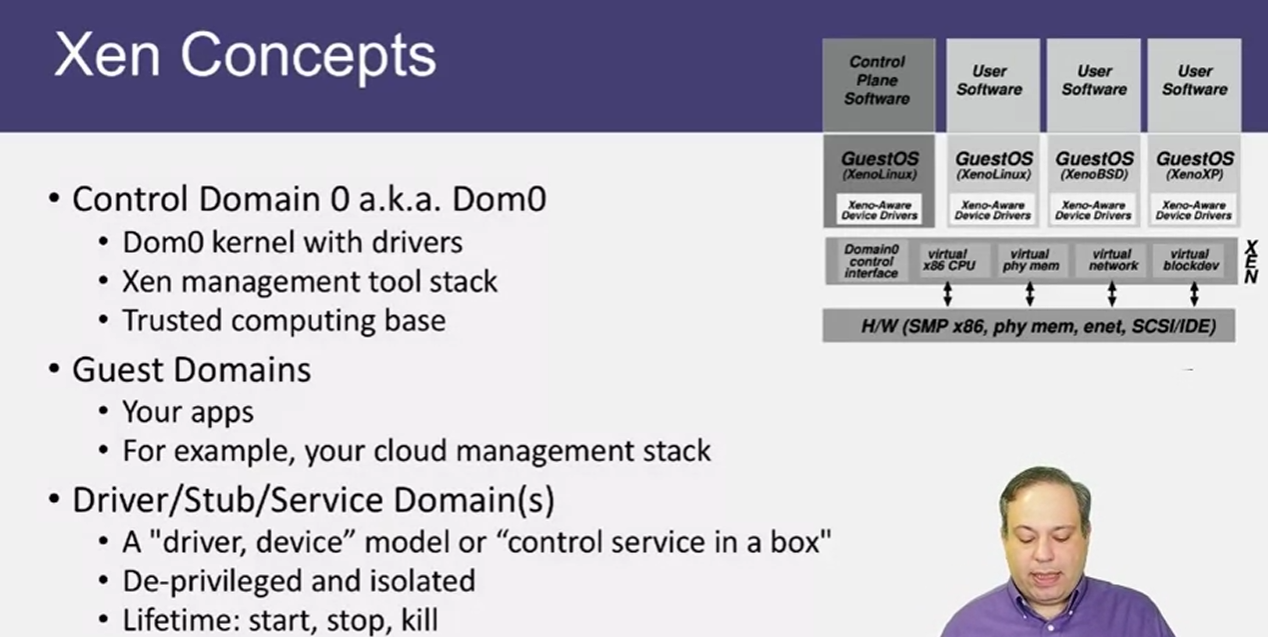 Xen Concepts
• Control Domain 0 a.k.a. Dom0
• Dom0 kernel with drivers
• Xen management tool stack
• Trusted computing base
• Guest Domains
• Your apps
• For example, your cloud management stack
• Driver/Stub/Service Domain(s)
• A "driver, device” model or “control service in a box"
• De-privileged and isolated
• Lifetime: start, stop, kill
Control
Plane
Software
User
Software
User
Software
User
Software
GuestOS
(XenoLinux)
Xeno-Aware
Device Drivers
GuestOS
(XenoLinux)
Xeno-Aware
Device Drivers
GuestOS
(XenoBSD)
Xeno-Aware
Device Drivers
GuestOS
(XenoXP)
Xeno-Aware
Device Drivers
Domain0
control
interface
virtual
x86 CPU
virtual
phy mem
virtual
network
virtual
blockdev
XEN
H/W (SMP x86, phy mem, enet, SCSI/IDE)